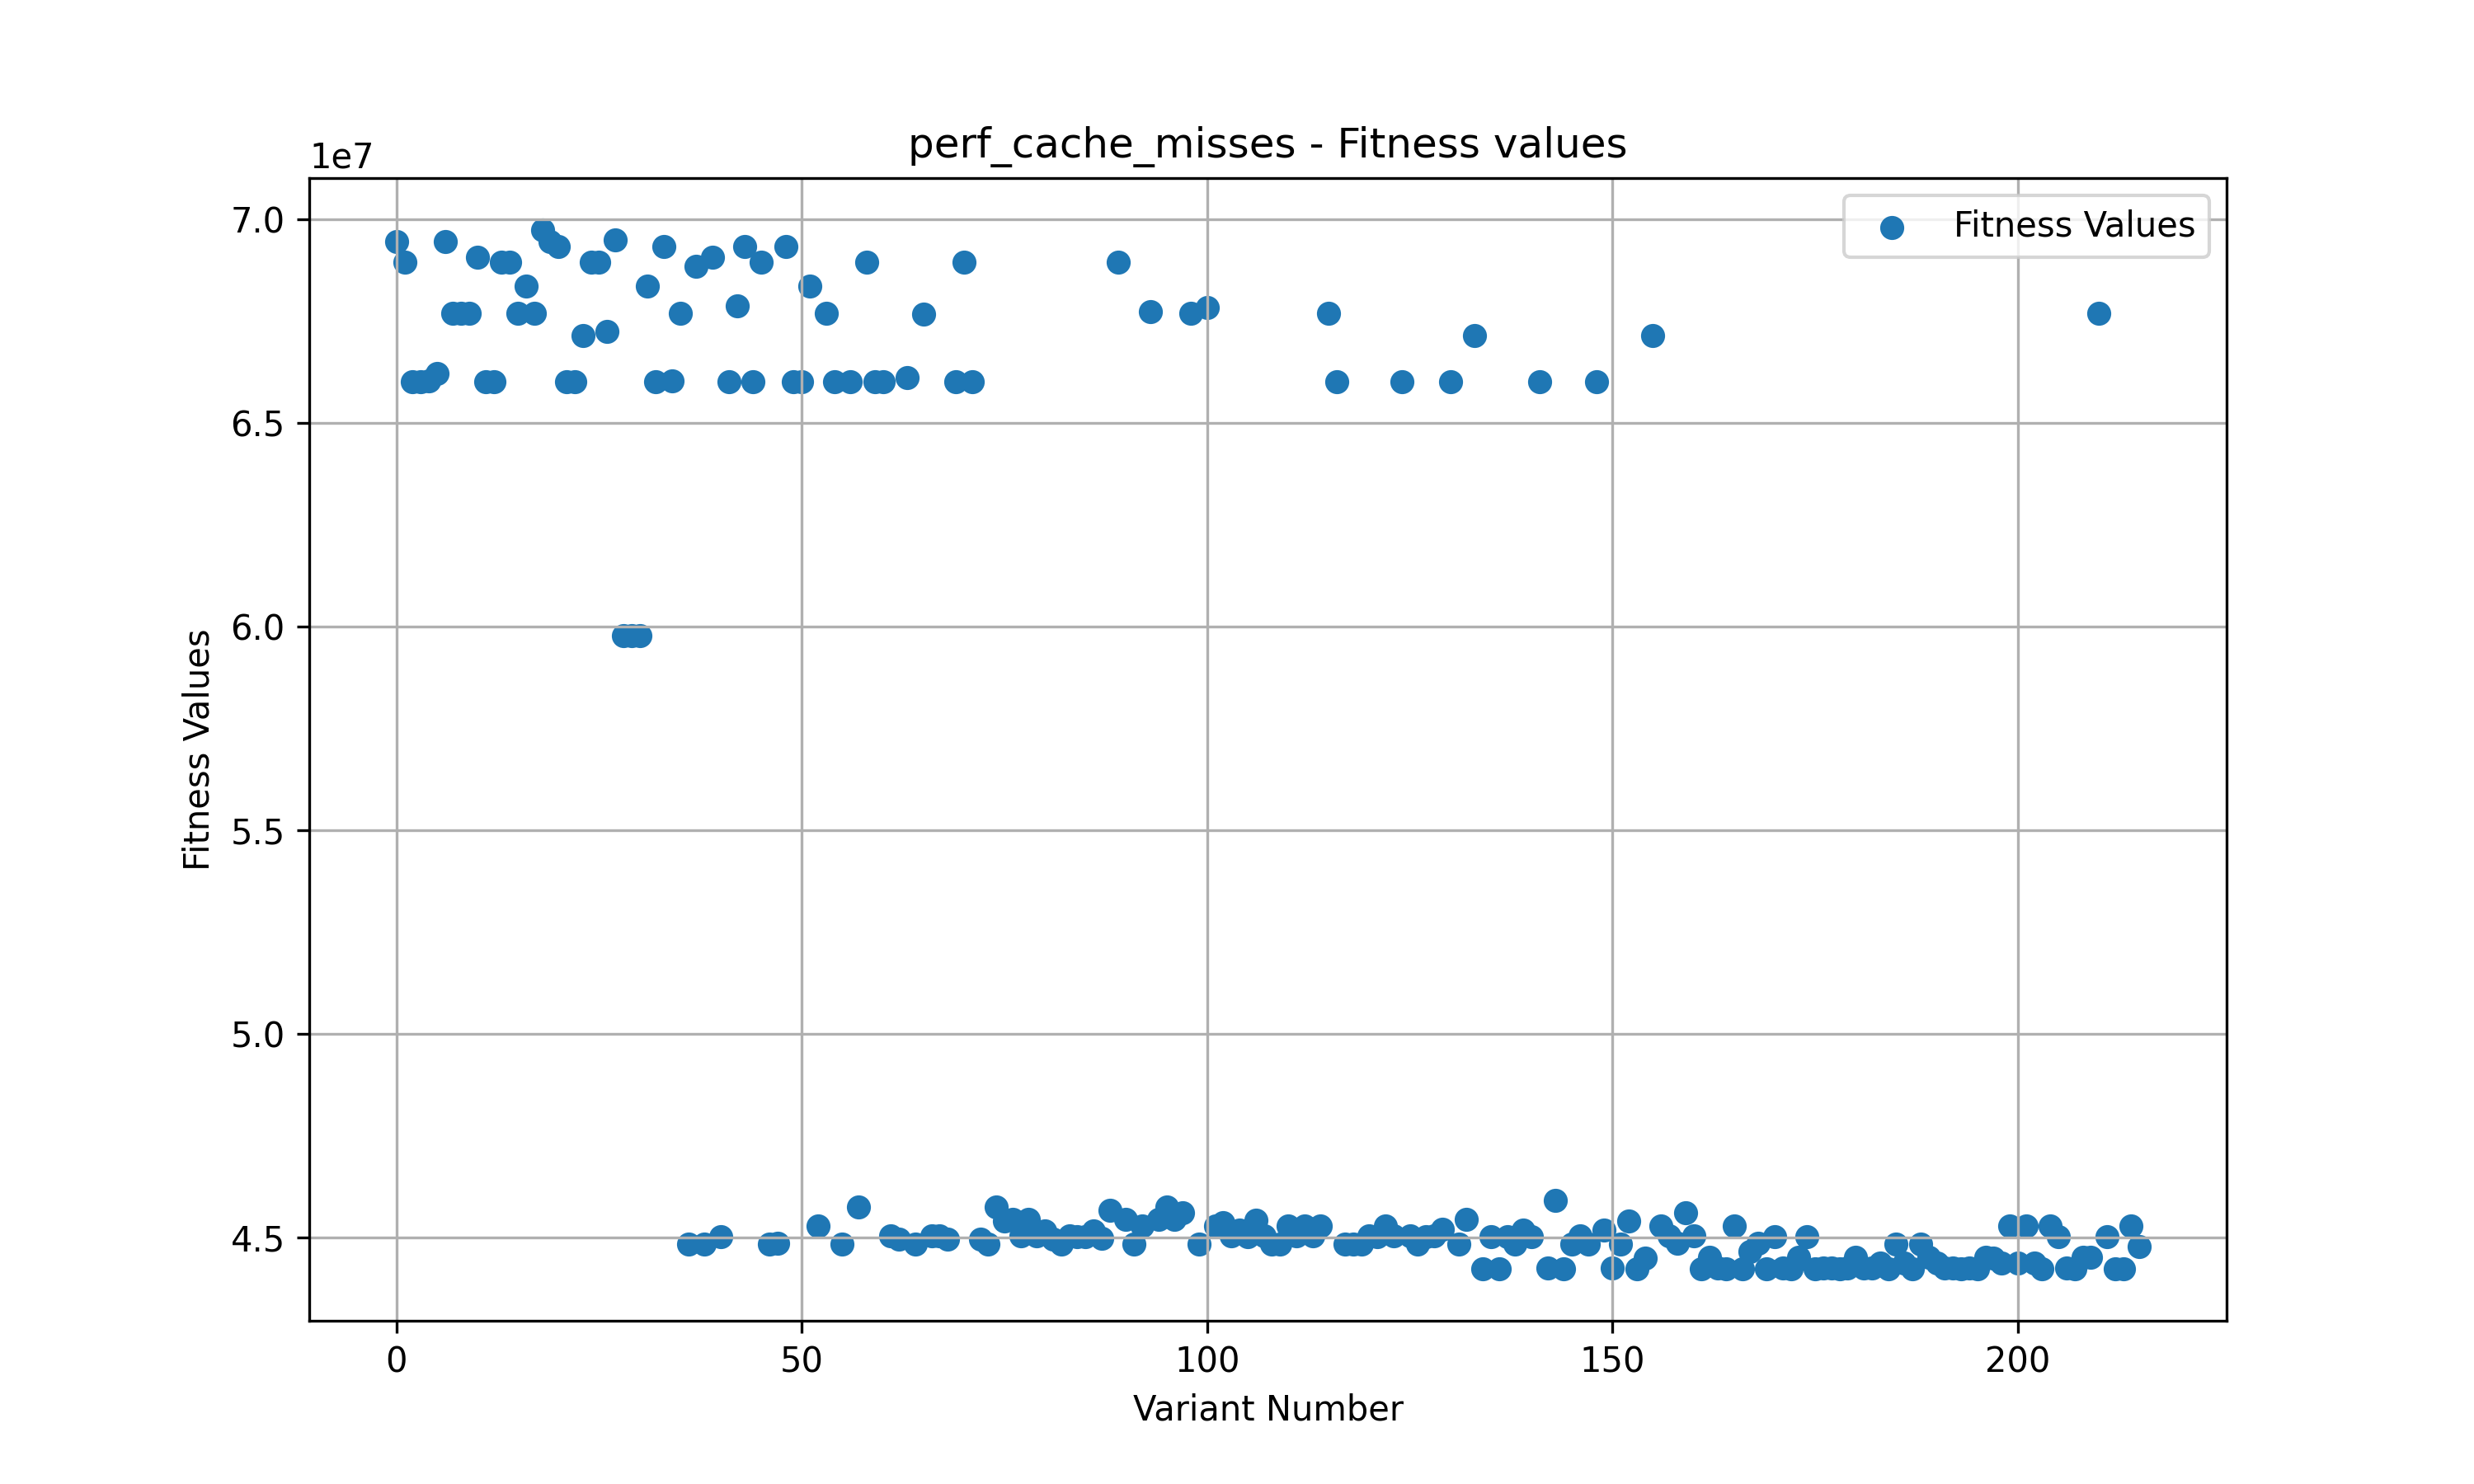 perf_cache_misses - Fitness values
1e7
7.0
6.5
6.0
5.5
5.0
4.5
Fitness Values
Fitness Values
0 50 100 150 200
Variant Number